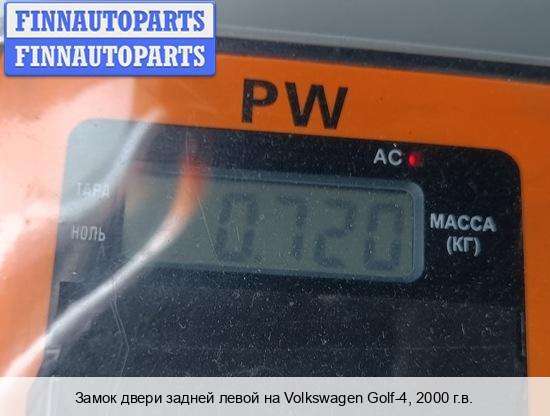 FINNAUTOPARTS
FINNAUTOPARTS
PW
AC
ТАРА
НОЛЬ
0.720
МАССА
(КГ)
Замок двери задней левой на Volkswagen Golf-4, 2000 г.в.